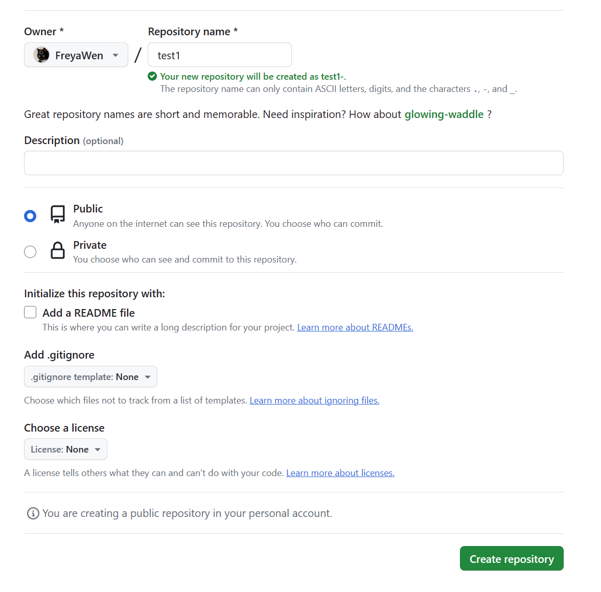 Owner *
Repository name *
FreyaWen
/
test1
Your new repository will be created as test1-.
The repository name can only contain ASCII letters, digits, and the characters ., -, and _.
Great repository names are short and memorable. Need inspiration? How about glowing-waddle ?
Description (optional)
Public
Anyone on the internet can see this repository. You choose who can commit.
Private
You choose who can see and commit to this repository.
Initialize this repository with:
Add a README file
This is where you can write a long description for your project. Learn more about READMEs.
Add .gitignore
.gitignore template: None
Choose which files not to track from a list of templates. Learn more about ignoring files.
Choose a license
License: None
A license tells others what they can and can't do with your code. Learn more about licenses.
You are creating a public repository in your personal account.
Create repository